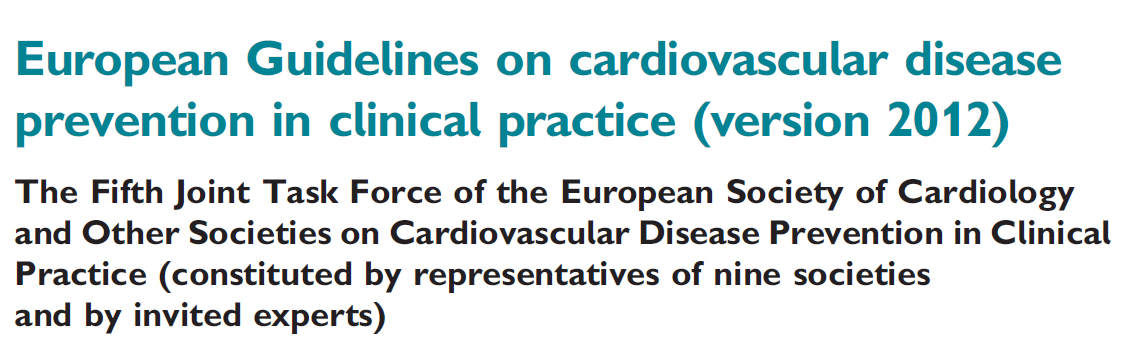 European Guidelines on cardiovascular disease
prevention in clinical practice (version 2012)
The Fifth Joint Task Force of the European Society of Cardiology
and Other Societies on Cardiovascular Disease Prevention in Clinical
Practice (constituted by representatives of nine societies
and by invited experts)